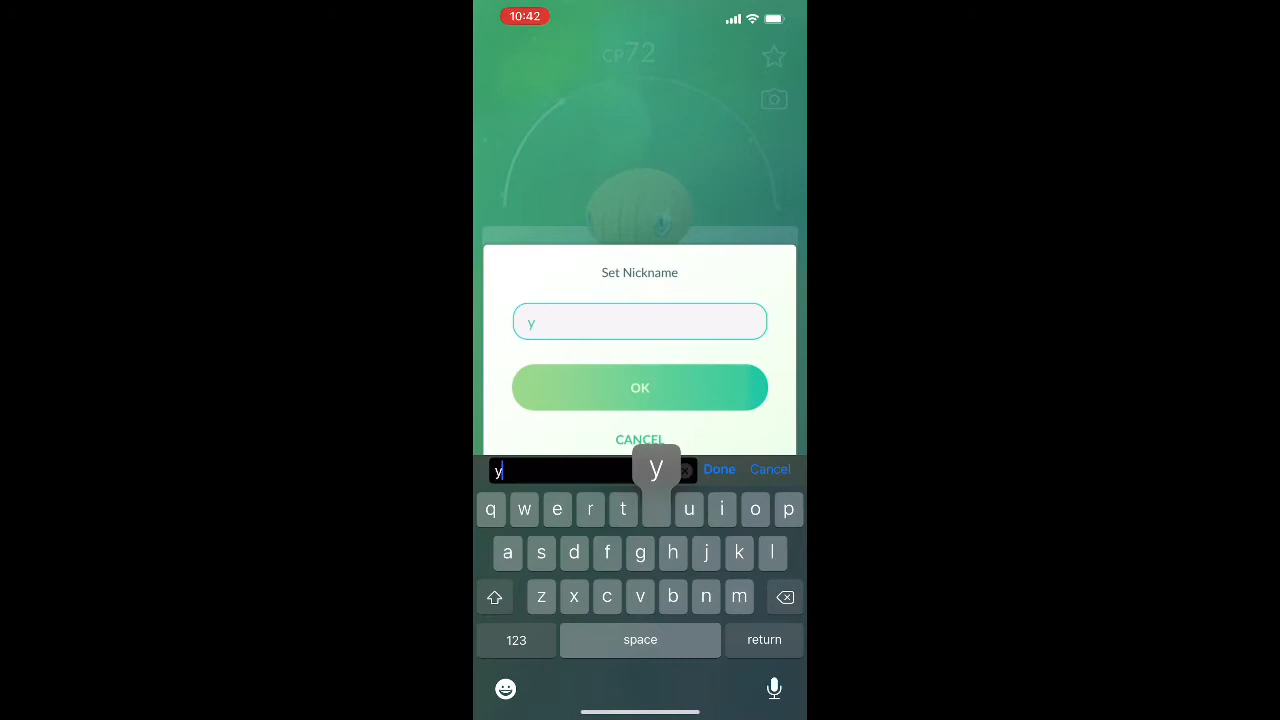 10:42
CP72
Set Nickname
y
OK
CANCEL
y
y
Done
Cancel
q w e r t u i o p
a s d f g h j k l
z x c v b n m
123
space
return